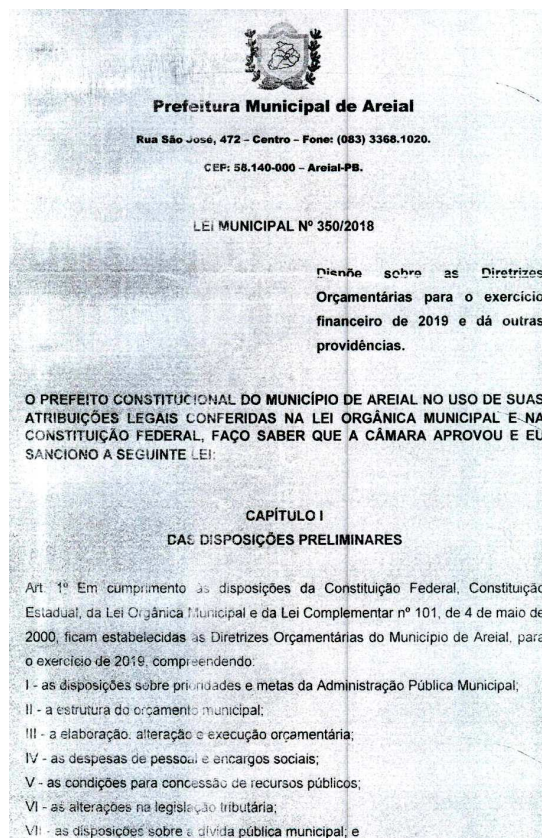 Prefeitura Municipal de Areial
Rua São José, 472 – Centro – Fone: (083) 3368.1020.
CEP: 58.140-000 – Areial-PB.
LEI MUNICIPAL Nº 350/2018
Dispõe sobre as Diretrizes
Orçamentárias para o exercício
financeiro de 2019 e dá outras
providências.
O PREFEITO CONSTITUCIONAL DO MUNICÍPIO DE AREIAL NO USO DE SUAS
ATRIBUIÇÕES LEGAIS CONFERIDAS NA LEI ORGÂNICA MUNICIPAL E NA
CONSTITUIÇÃO FEDERAL, FAÇO SABER QUE A CÂMARA APROVOU E EU
SANCIONO A SEGUINTE LEI:
CAPÍTULO I
DAS DISPOSIÇÕES PRELIMINARES
Art. 1º Em cumprimento às disposições da Constituição Federal, Constituição
Estadual, da Lei Orgânica Municipal e da Lei Complementar nº 101, de 4 de maio de
2000, ficam estabelecidas as Diretrizes Orçamentárias do Município de Areial, para
o exercício de 2019, compreendendo:
I - as disposições sobre prioridades e metas da Administração Pública Municipal;
II - a estrutura do orçamento municipal;
III - a elaboração, alteração e execução orçamentária;
IV - as despesas de pessoal e encargos sociais;
V - as condições para concessão de recursos públicos;
VI - as alterações na legislação tributária;
VII - as disposições sobre a dívida pública municipal; e